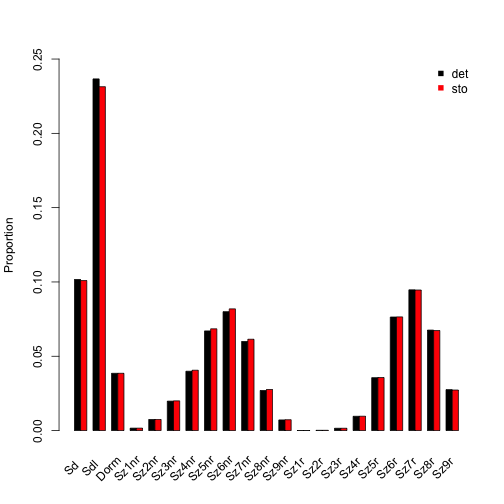 0.25
det
sto
0.20
0.15
Proportion
0.10
0.05
0.00
Sd Sdl Dorm Sz1nr Sz2nr Sz3nr Sz4nr Sz5nr Sz6nr Sz7nr Sz8nr Sz9nr Sz1r Sz2r Sz3r Sz4r Sz5r Sz6r Sz7r Sz8r Sz9r